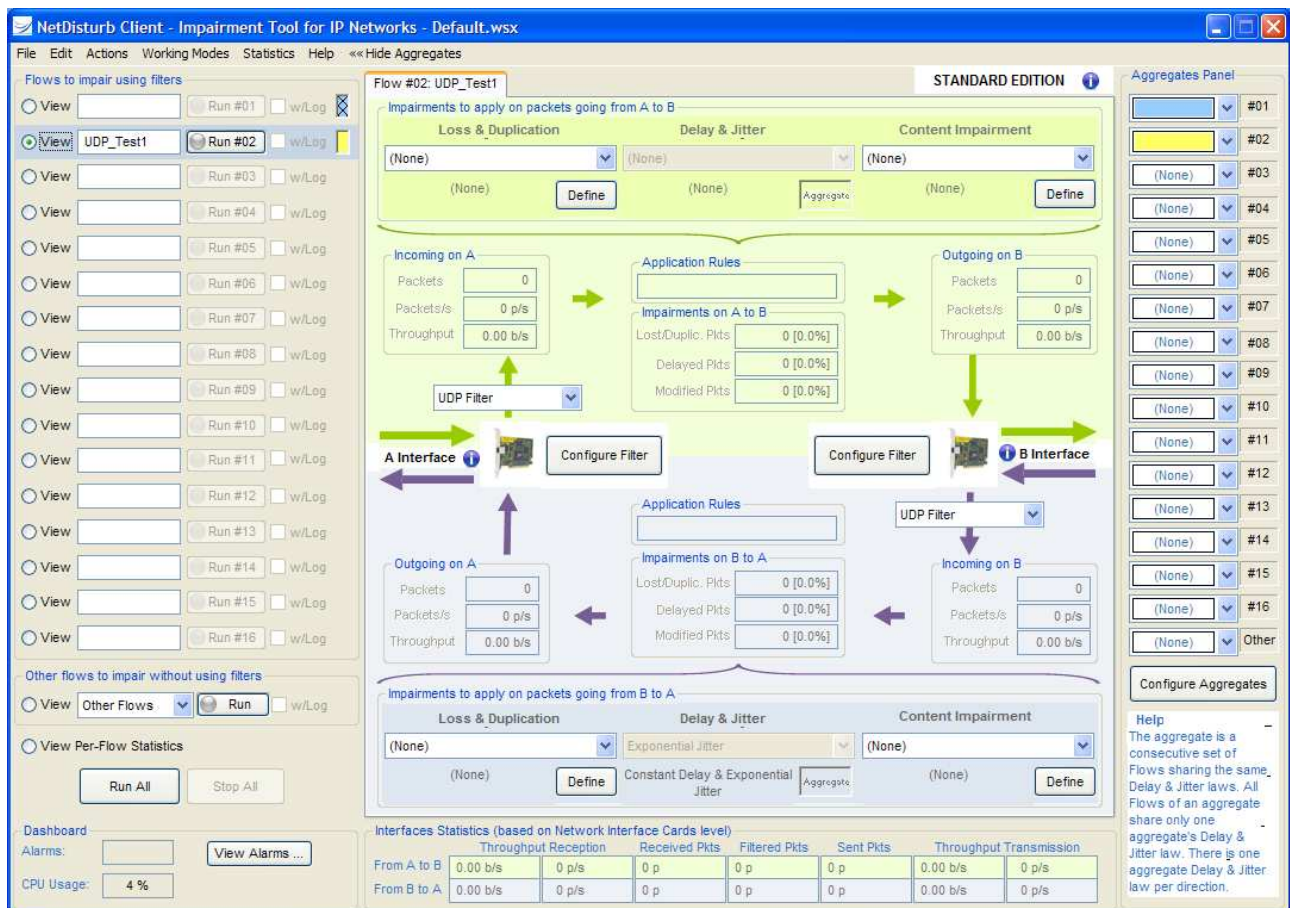 NetDisturb Client - Impairment Tool for IP Networks - Default.wsx
File Edit Actions Working Modes Statistics Help ««Hide Aggregates
Flows to impair using filters
View Run #01 w/Log
View UDP_Test1 Run #02 w/Log
View Run #03 w/Log
View Run #04 w/Log
View Run #05 w/Log
View Run #06 w/Log
View Run #07 w/Log
View Run #08 w/Log
View Run #09 w/Log
View Run #10 w/Log
View Run #11 w/Log
View Run #12 w/Log
View Run #13 w/Log
View Run #14 w/Log
View Run #15 w/Log
View Run #16 w/Log
Other flows to impair without using filters
View Other Flows Run w/Log
View Per-Flow Statistics
Run All Stop All
Dashboard
Alarms: View Alarms ...
CPU Usage: 4 %
Flow #02: UDP_Test1 STANDARD EDITION
Impairments to apply on packets going from A to B
Loss & Duplication Delay & Jitter Content Impairment
(None) (None) (None)
(None) Define (None) Aggregate (None) Define
Incoming on A
Packets 0
Packets/s 0 p/s
Throughput 0.00 b/s
Application Rules
Impairments on A to B
Lost/Duplic. Pkts 0 [0.0%]
Delayed Pkts 0 [0.0%]
Modified Pkts 0 [0.0%]
Outgoing on B
Packets 0
Packets/s 0 p/s
Throughput 0.00 b/s
UDP Filter
A Interface Configure Filter Configure Filter B Interface
UDP Filter
Outgoing on A
Packets 0
Packets/s 0 p/s
Throughput 0.00 b/s
Application Rules
Impairments on B to A
Lost/Duplic. Pkts 0 [0.0%]
Delayed Pkts 0 [0.0%]
Modified Pkts 0 [0.0%]
Incoming on B
Packets 0
Packets/s 0 p/s
Throughput 0.00 b/s
Impairments to apply on packets going from B to A
Loss & Duplication Delay & Jitter Content Impairment
(None) Exponential Jitter (None)
(None) Define Constant Delay & Exponential Jitter Aggregate (None) Define
Interfaces Statistics (based on Network Interface Cards level)
Throughput Reception Received Pkts Filtered Pkts Sent Pkts Throughput Transmission
From A to B 0.00 b/s 0 p/s 0 p 0 p 0 p 0.00 b/s 0 p/s
From B to A 0.00 b/s 0 p/s 0 p 0 p 0 p 0.00 b/s 0 p/s
Aggregates Panel
#01
#02
(None) #03
(None) #04
(None) #05
(None) #06
(None) #07
(None) #08
(None) #09
(None) #10
(None) #11
(None) #12
(None) #13
(None) #14
(None) #15
(None) #16
(None) Other
Configure Aggregates
Help
The aggregate is a
consecutive set of
Flows sharing the same
Delay & Jitter laws. All
Flows of an aggregate
share only one
aggregate's Delay &
Jitter law. There is one
aggregate Delay & Jitter
law per direction.